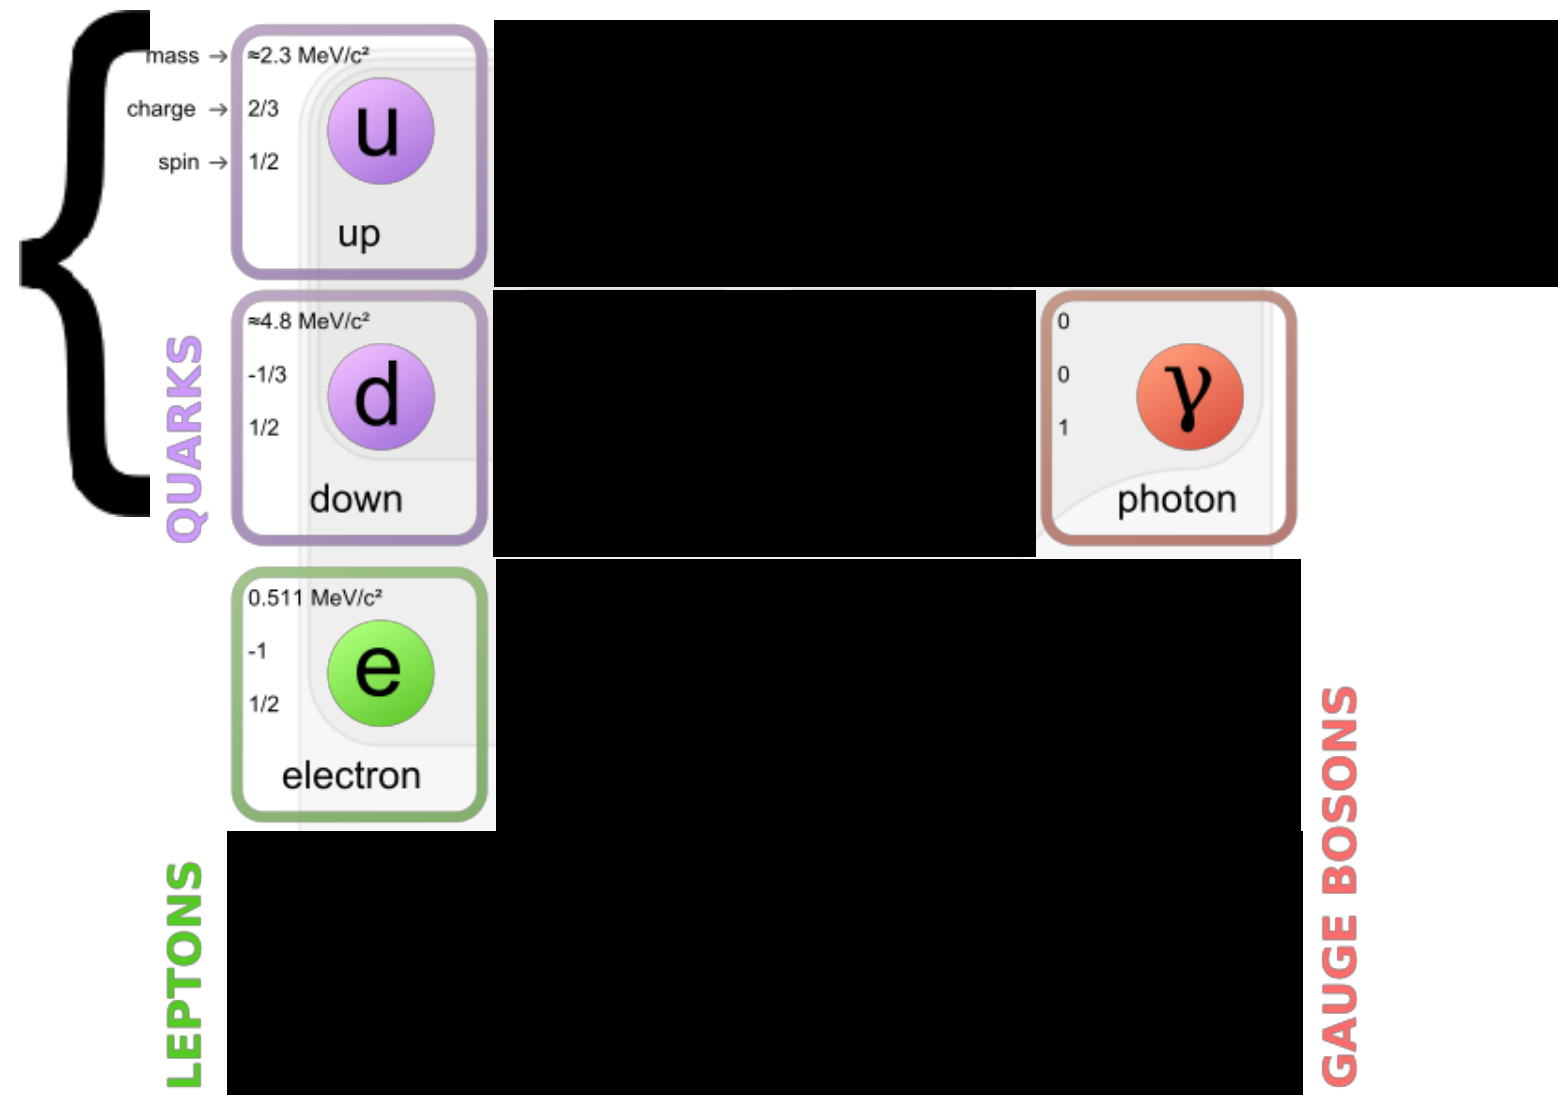 mass → ≈2.3 MeV/c²
charge → 2/3
spin → 1/2
u
up
≈4.8 MeV/c²
-1/3
1/2
d
down
0
0
1
γ
photon
QUARKS
0.511 MeV/c²
-1
1/2
e
electron
LEPTONS
GAUGE BOSONS